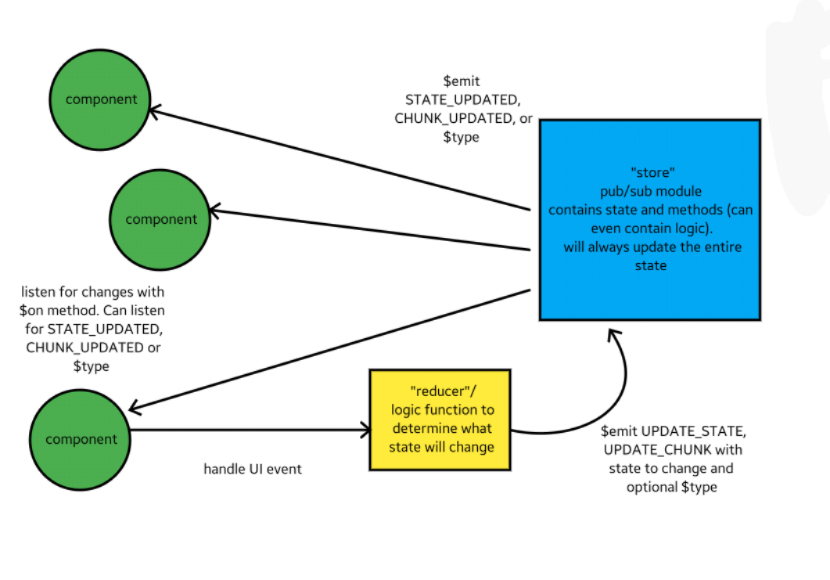 component
$emit
STATE_UPDATED,
CHUNK_UPDATED, or
$type
"store"
pub/sub module
contains state and methods (can
even contain logic).
will always update the entire
state
component
listen for changes with
$on method. Can listen
for STATE_UPDATED,
CHUNK_UPDATED or
$type
component
handle UI event
"reducer"/
logic function to
determine what
state will change
$emit UPDATE_STATE,
UPDATE_CHUNK with
state to change and
optional $type